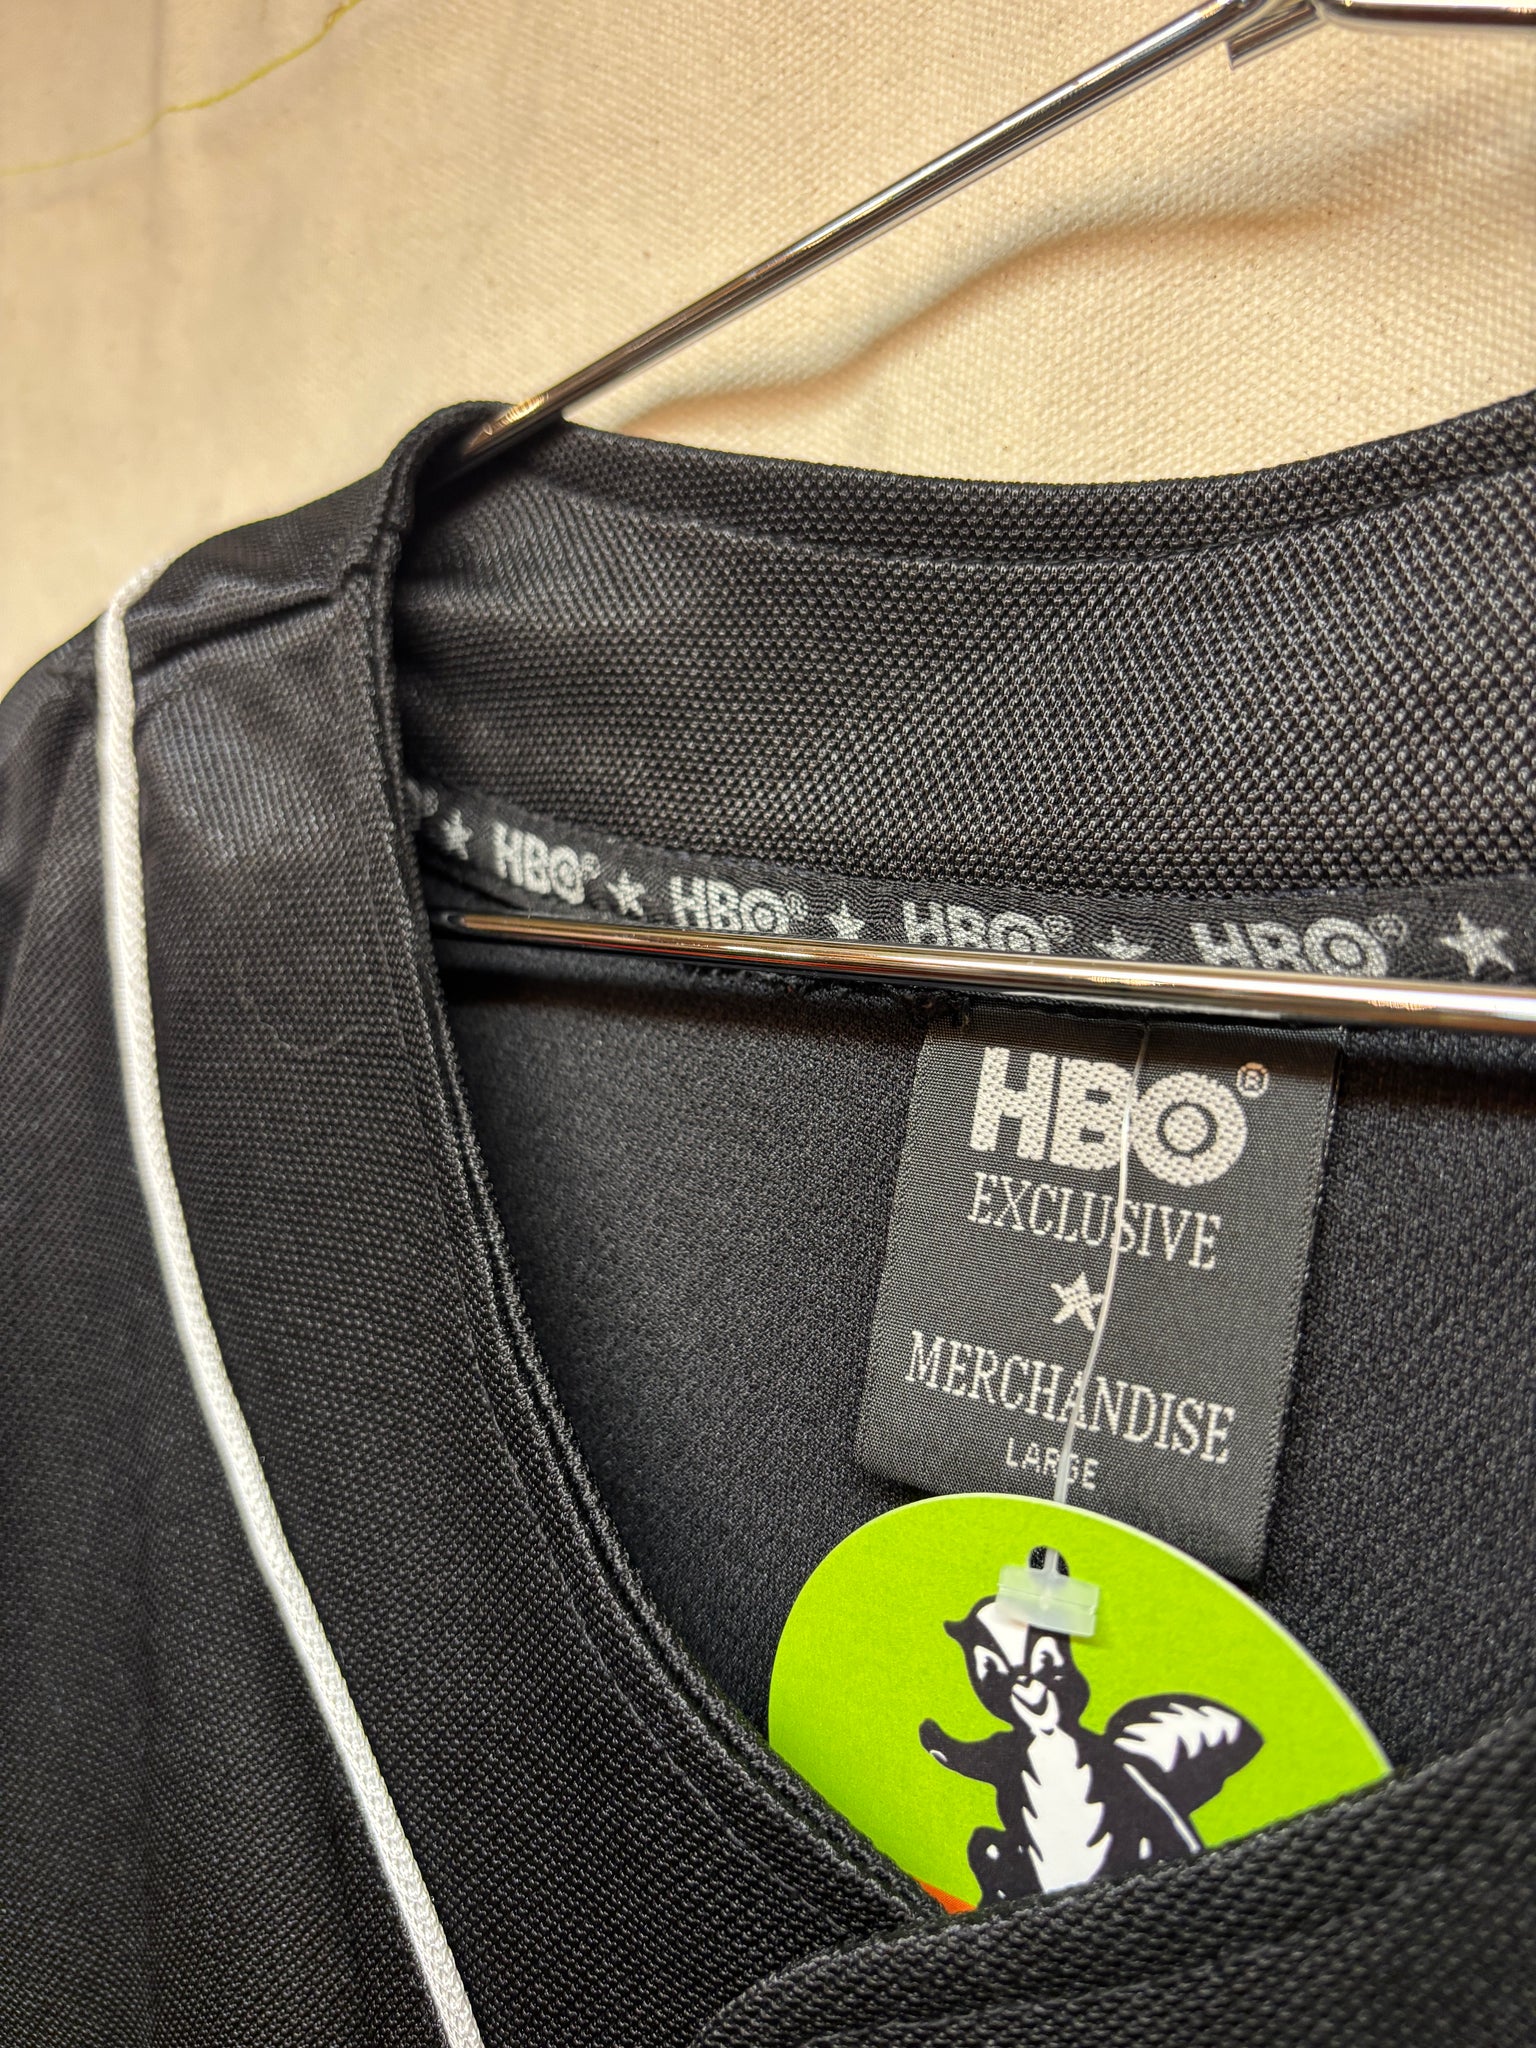 ★ HBO® ★ HBO® ★ HBO® ★ HBO® ★
HBO®
EXCLUSIVE
★
MERCHANDISE
LARGE